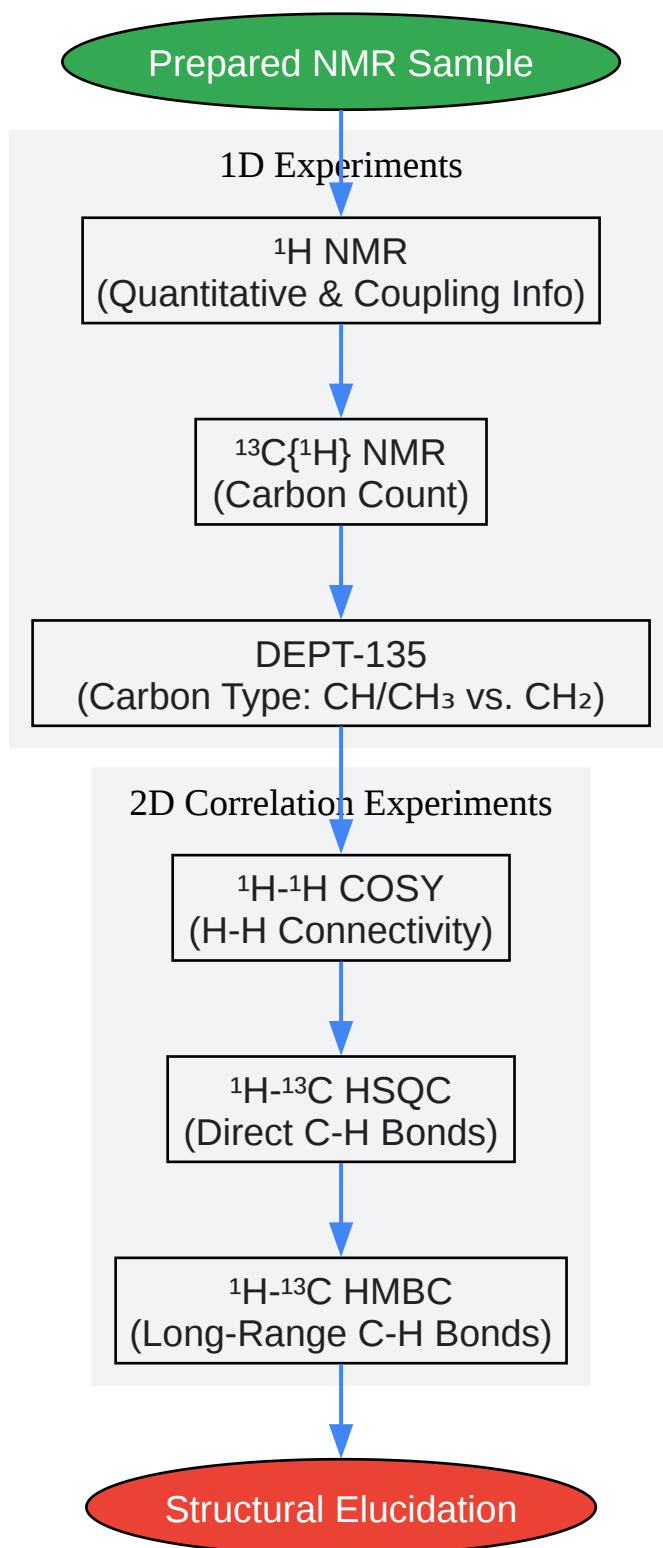 Prepared NMR Sample
1D Experiments
¹H NMR
(Quantitative & Coupling Info)
¹³C{¹H} NMR
(Carbon Count)
DEPT-135
(Carbon Type: CH/CH₃ vs. CH₂)
2D Correlation Experiments
¹H-¹H COSY
(H-H Connectivity)
¹H-¹³C HSQC
(Direct C-H Bonds)
¹H-¹³C HMBC
(Long-Range C-H Bonds)
Structural Elucidation